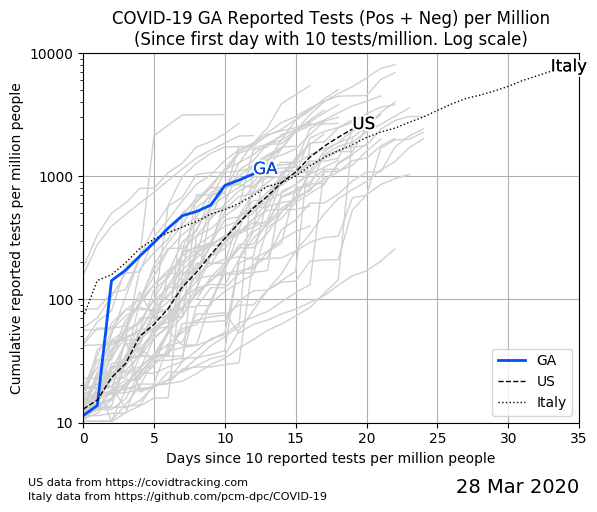 COVID-19 GA Reported Tests (Pos + Neg) per Million
(Since first day with 10 tests/million. Log scale)
Cumulative reported tests per million people
10000
1000
100
10
Italy
US
GA
GA
US
Italy
0 5 10 15 20 25 30 35
Days since 10 reported tests per million people
US data from https://covidtracking.com
Italy data from https://github.com/pcm-dpc/COVID-19
28 Mar 2020